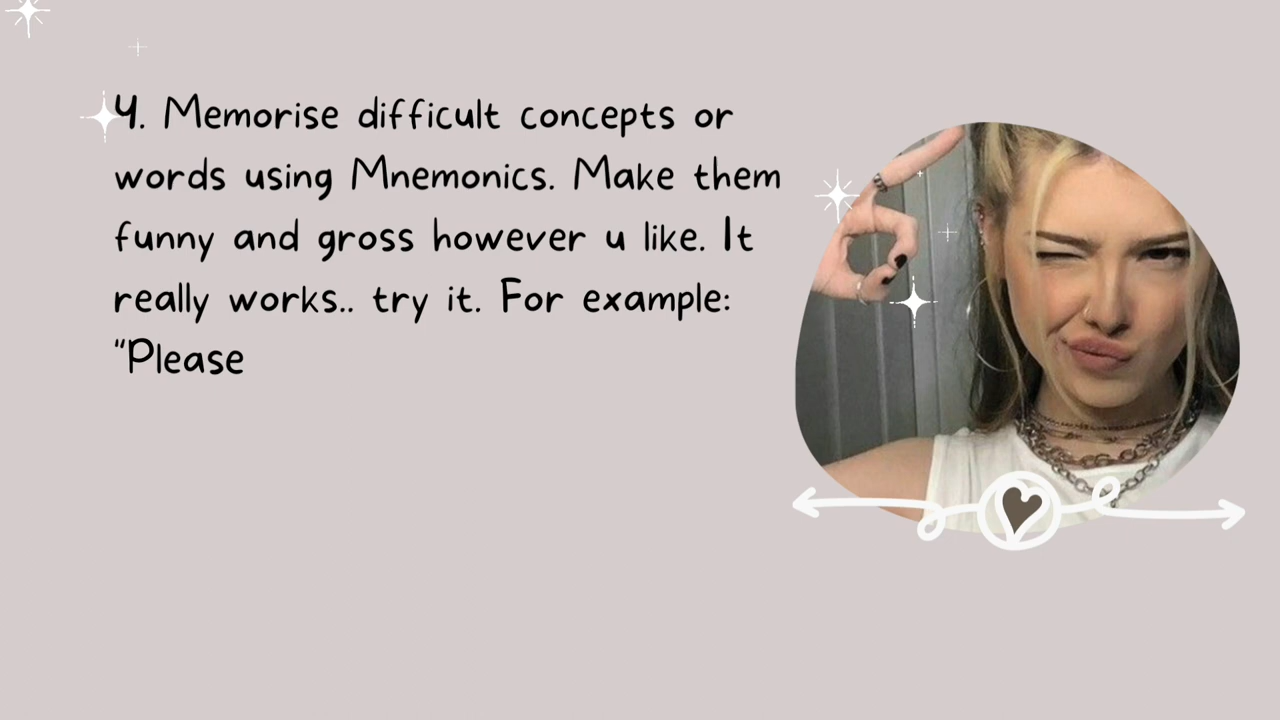 4. Memorise difficult concepts or
words using Mnemonics. Make them
funny and gross however u like. It
really works.. try it. For example:
"Please